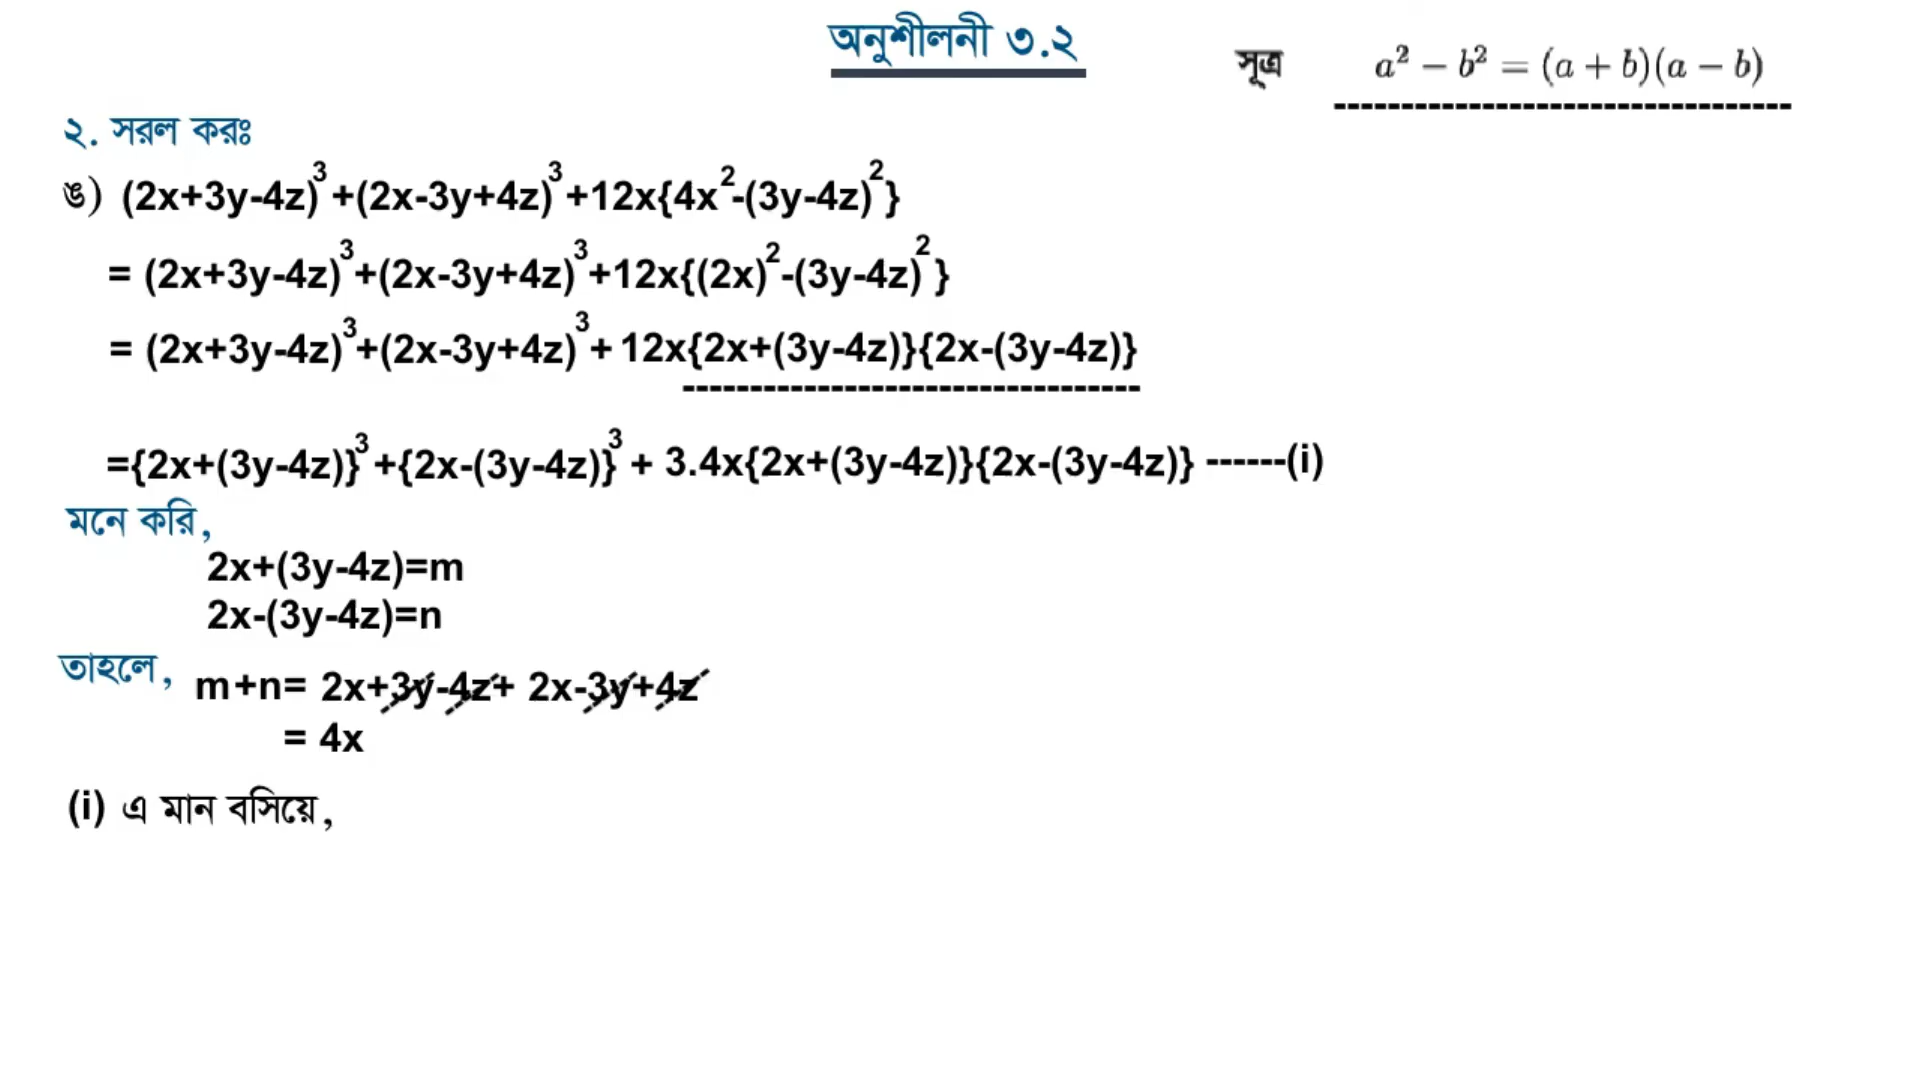 অনুশীলনী ৩.২
সূত্র a² − b² = (a + b)(a − b)
২. সরল করঃ
ঙ) (2x+3y-4z)³+(2x-3y+4z)³+12x{4x²-(3y-4z)²}
= (2x+3y-4z)³+(2x-3y+4z)³+12x{(2x)²-(3y-4z)²}
= (2x+3y-4z)³+(2x-3y+4z)³+ 12x{2x+(3y-4z)}{2x-(3y-4z)}
={2x+(3y-4z)}³+{2x-(3y-4z)}³ + 3.4x{2x+(3y-4z)}{2x-(3y-4z)} ------(i)
মনে করি,
2x+(3y-4z)=m
2x-(3y-4z)=n
তাহলে, m+n= 2x+3y-4z+ 2x-3y+4z
= 4x
(i) এ মান বসিয়ে,